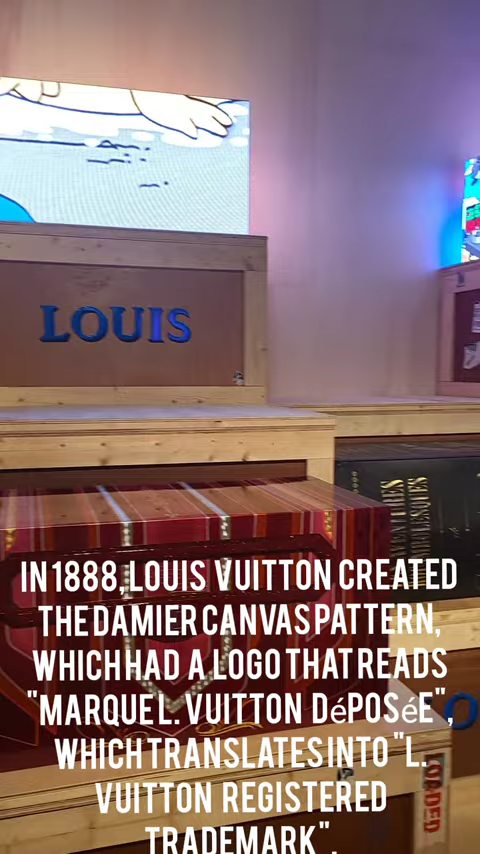 LOUIS
IN 1888, LOUIS VUITTON CREATED
THE DAMIER CANVAS PATTERN,
WHICH HAD A LOGO THAT READS
"MARQUE L. VUITTON DéPOSéE",
WHICH TRANSLATES INTO "L.
VUITTON REGISTERED
TRADEMARK".